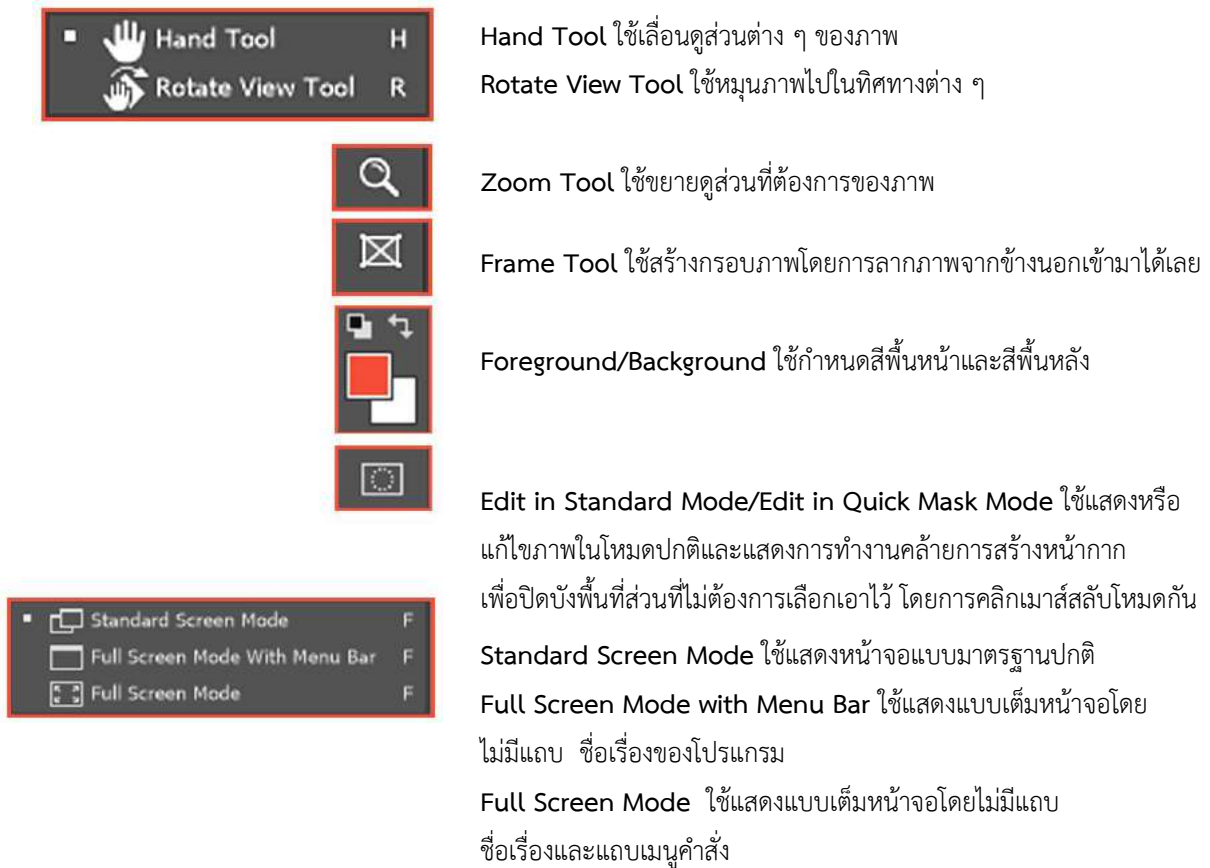 Hand Tool H
Rotate View Tool R
Hand Tool ใช้เลื่อนดูส่วนต่าง ๆ ของภาพ
Rotate View Tool ใช้หมุนภาพไปในทิศทางต่าง ๆ
Zoom Tool ใช้ขยายดูส่วนที่ต้องการของภาพ
Frame Tool ใช้สร้างกรอบภาพโดยการลากภาพจากข้างนอกเข้ามาได้เลย
Foreground/Background ใช้กำหนดสีพื้นหน้าและสีพื้นหลัง
Edit in Standard Mode/Edit in Quick Mask Mode ใช้แสดงหรือ
แก้ไขภาพในโหมดปกติและแสดงการทำงานคล้ายการสร้างหน้ากาก
เพื่อปิดบังพื้นที่ส่วนที่ไม่ต้องการเลือกเอาไว้ โดยการคลิกเมาส์สลับโหมดกัน
Standard Screen Mode F
Full Screen Mode With Menu Bar F
Full Screen Mode F
Standard Screen Mode ใช้แสดงหน้าจอแบบมาตรฐานปกติ
Full Screen Mode with Menu Bar ใช้แสดงแบบเต็มหน้าจอโดย
ไม่มีแถบ ชื่อเรื่องของโปรแกรม
Full Screen Mode ใช้แสดงแบบเต็มหน้าจอโดยไม่มีแถบ
ชื่อเรื่องและแถบเมนูคำสั่ง